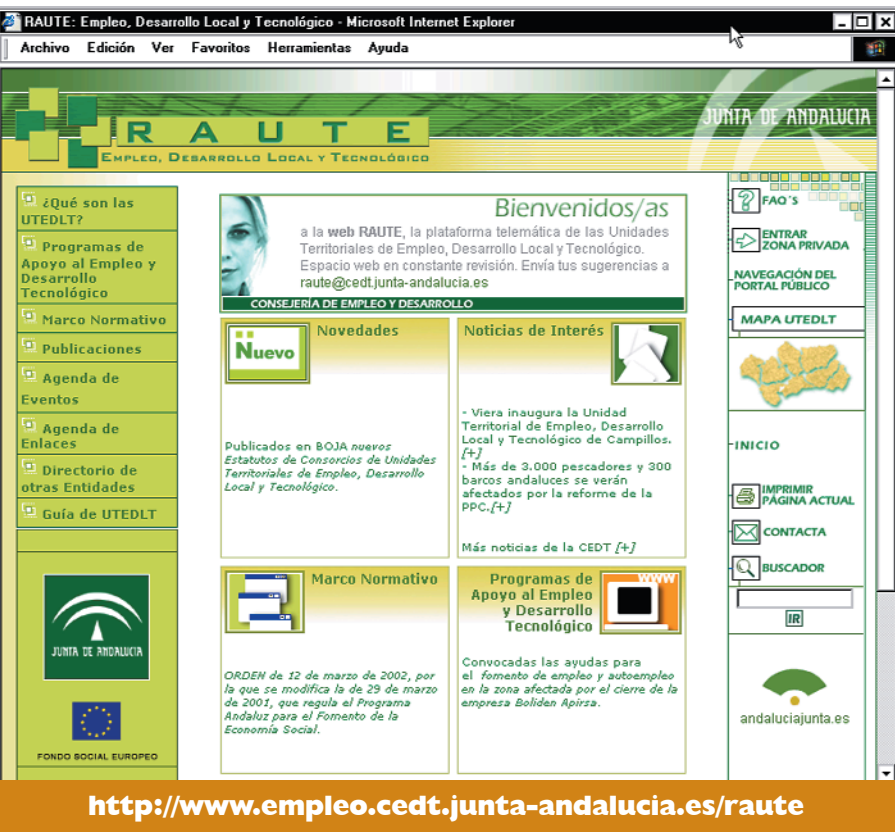 RAUTE: Empleo, Desarrollo Local y Tecnológico - Microsoft Internet Explorer
Archivo Edición Ver Favoritos Herramientas Ayuda
RAUTE
EMPLEO, DESARROLLO LOCAL Y TECNOLÓGICO
JUNTA DE ANDALUCIA
¿Qué son las
UTEDLT?
Programas de
Apoyo al Empleo y
Desarrollo
Tecnológico
Marco Normativo
Publicaciones
Agenda de
Eventos
Agenda de
Enlaces
Directorio de
otras Entidades
Guía de UTEDLT
JUNTA DE ANDALUCIA
FONDO SOCIAL EUROPEO
Bienvenidos/as
a la web RAUTE, la plataforma telemática de las Unidades
Territoriales de Empleo, Desarrollo Local y Tecnológico.
Espacio web en constante revisión. Envía tus sugerencias a
raute@cedt.junta-andalucia.es
CONSEJERÍA DE EMPLEO Y DESARROLLO
Nuevo
Novedades
Publicados en BOJA nuevos
Estatutos de Consorcios de Unidades
Territoriales de Empleo, Desarrollo
Local y Tecnológico.
Noticias de Interés
- Viera inaugura la Unidad
Territorial de Empleo, Desarrollo
Local y Tecnológico de Campillos.
[+]
- Más de 3.000 pescadores y 300
barcos andaluces se verán
afectados por la reforme de la
PPC.[+]
Más noticias de la CEDT [+]
Marco Normativo
ORDEN de 12 de marzo de 2002, por
la que se modifica la de 29 de marzo
de 2001, que regula el Programa
Andaluz para el Fomento de la
Economía Social.
Programas de
Apoyo al Empleo
y Desarrollo
Tecnológico
WWW
Convocadas las ayudas para
el fomento de empleo y autoempleo
en la zona afectada por el cierre de la
empresa Boliden Apirsa.
FAQ'S
ENTRAR
ZONA PRIVADA
NAVEGACIÓN DEL
PORTAL PÚBLICO
MAPA UTEDLT
INICIO
IMPRIMIR
PÁGINA ACTUAL
CONTACTA
BUSCADOR
IR
andaluciajunta.es
http://www.empleo.cedt.junta-andalucia.es/raute